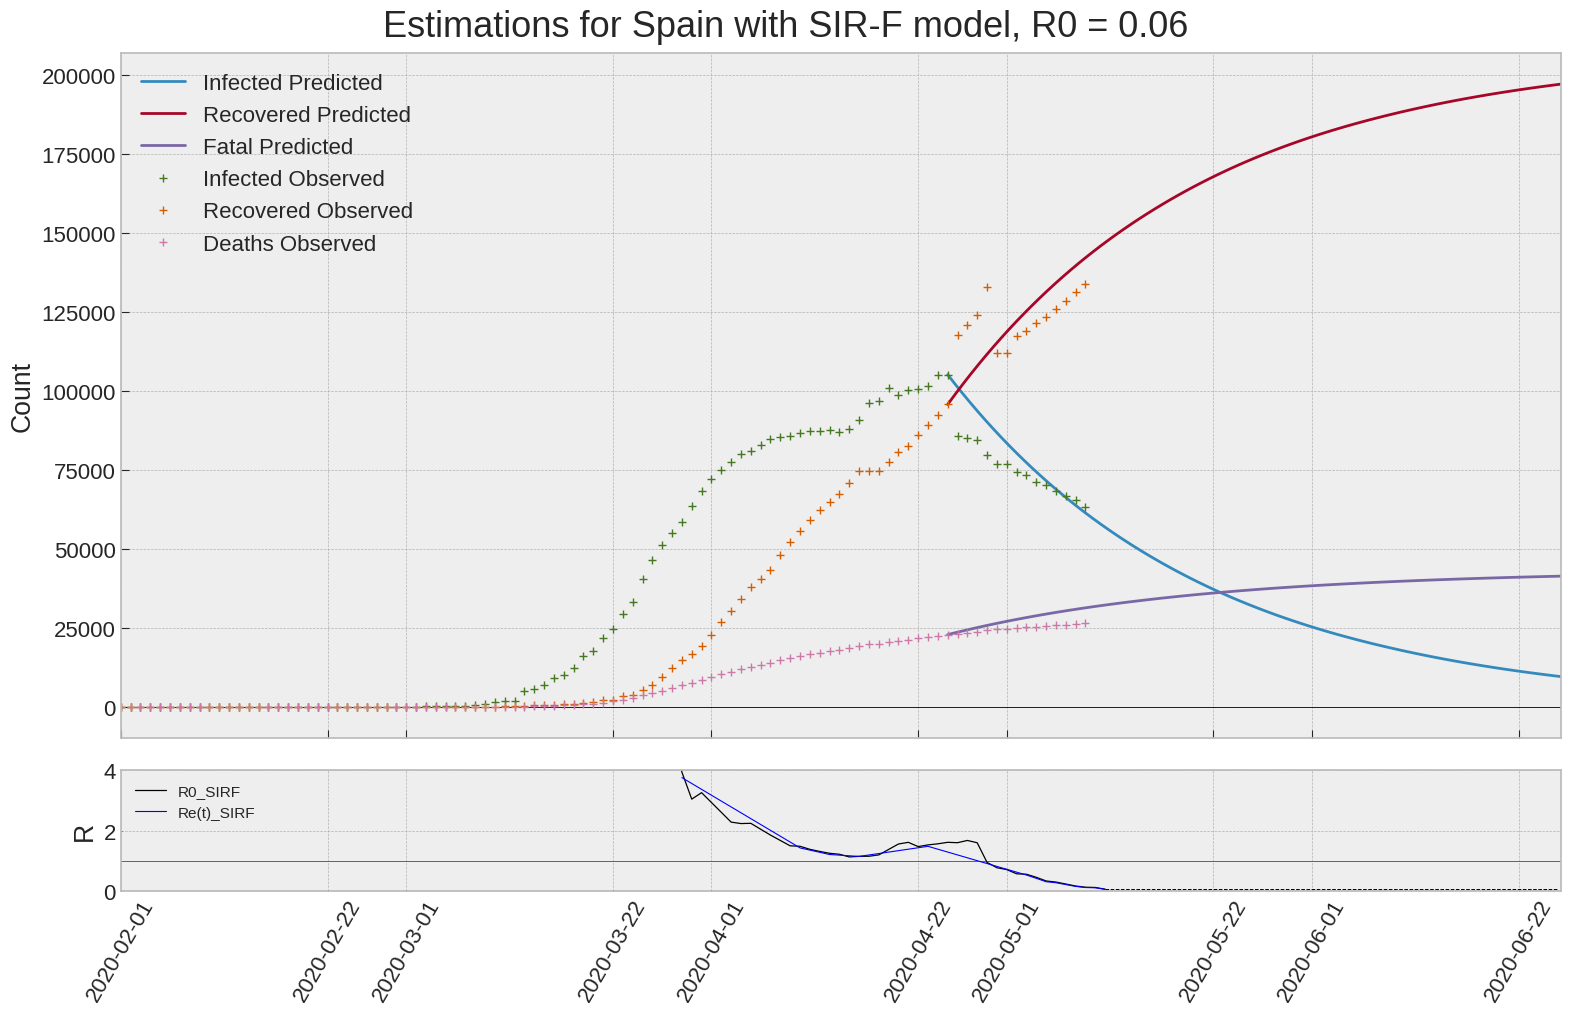 Estimations for Spain with SIR-F model, R0 = 0.06
Infected Predicted
Recovered Predicted
Fatal Predicted
Infected Observed
Recovered Observed
Deaths Observed
200000
175000
150000
125000
100000
75000
50000
25000
0
Count
R0_SIRF
Re(t)_SIRF
4
2
0
R
2020-02-01
2020-02-22
2020-03-01
2020-03-22
2020-04-01
2020-04-22
2020-05-01
2020-05-22
2020-06-01
2020-06-22